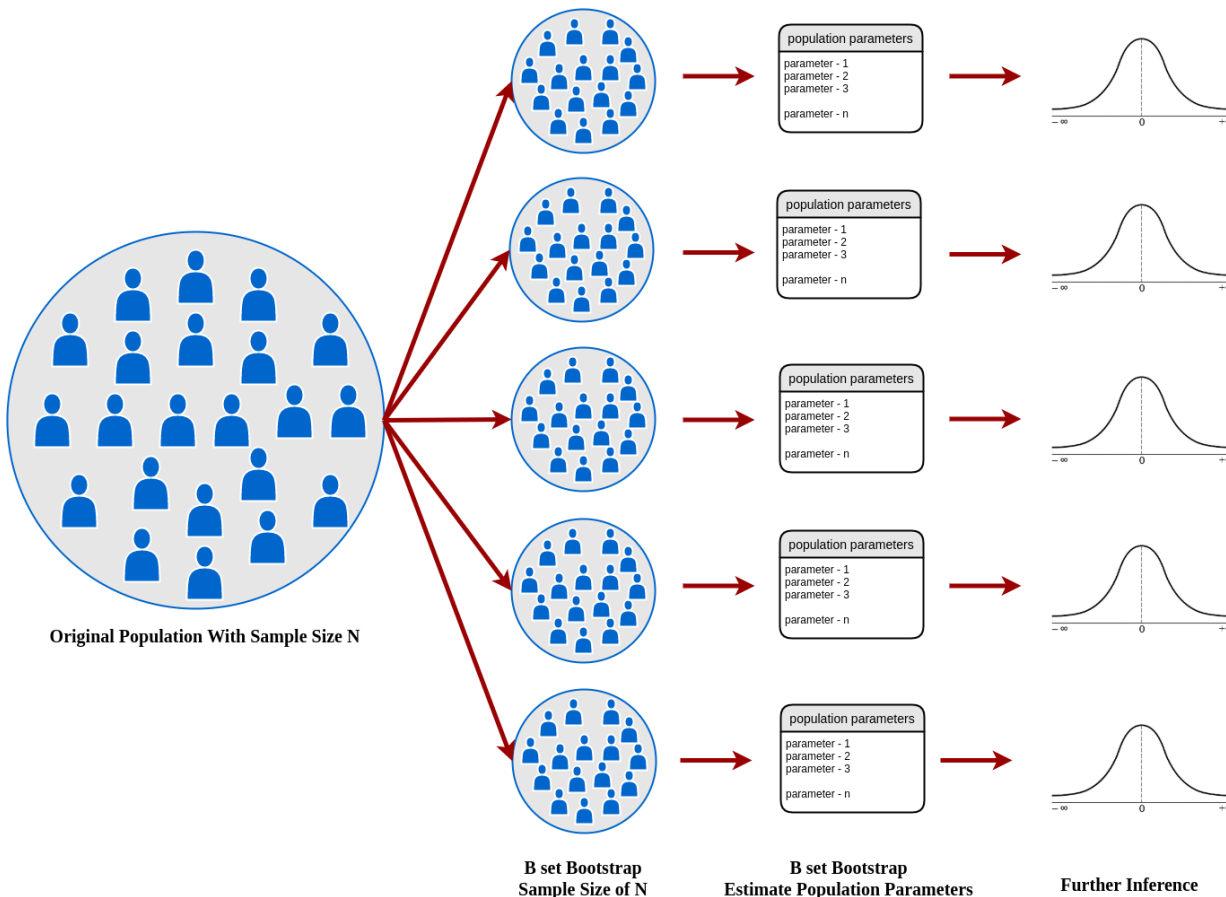 population parameters
parameter - 1
parameter - 2
parameter - 3
parameter - n
– ∞
0
population parameters
parameter - 1
parameter - 2
parameter - 3
parameter - n
– ∞
0
population parameters
parameter - 1
parameter - 2
parameter - 3
parameter - n
– ∞
0
population parameters
parameter - 1
parameter - 2
parameter - 3
parameter - n
– ∞
0
population parameters
parameter - 1
parameter - 2
parameter - 3
parameter - n
– ∞
0
Original Population With Sample Size N
B set Bootstrap
Sample Size of N
B set Bootstrap
Estimate Population Parameters
Further Inference